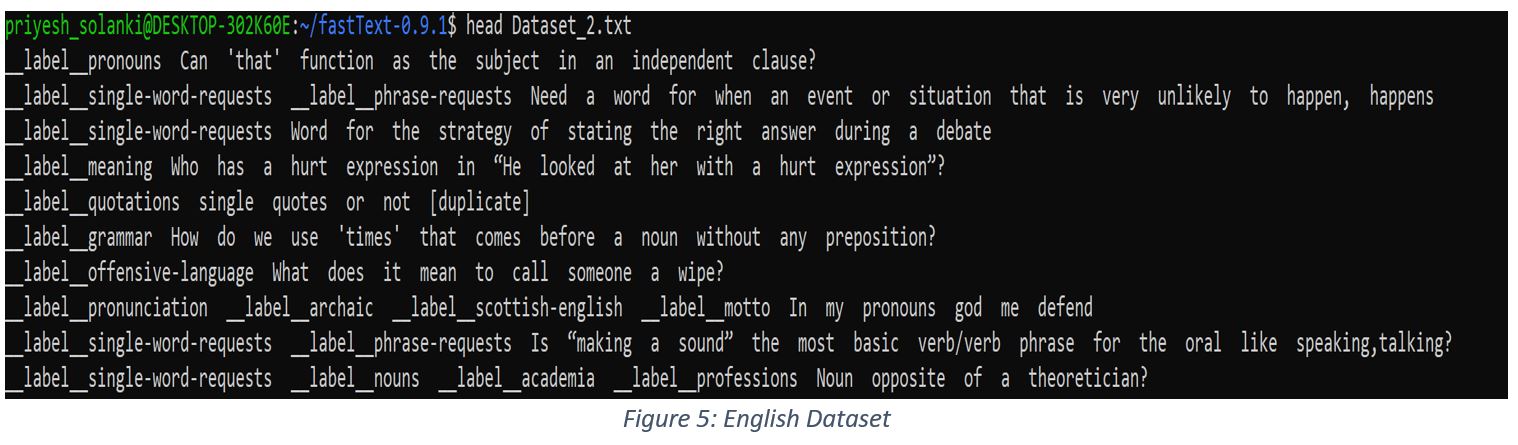 priyesh_solanki@DESKTOP-302K60E:~/fastText-0.9.1$ head Dataset_2.txt
__label__pronouns Can 'that' function as the subject in an independent clause?
__label__single-word-requests __label__phrase-requests Need a word for when an event or situation that is very unlikely to happen, happens
__label__single-word-requests Word for the strategy of stating the right answer during a debate
__label__meaning Who has a hurt expression in “He looked at her with a hurt expression”?
__label__quotations single quotes or not [duplicate]
__label__grammar How do we use 'times' that comes before a noun without any preposition?
__label__offensive-language What does it mean to call someone a wipe?
__label__pronunciation __label__archaic __label__scottish-english __label__motto In my pronouns god me defend
__label__single-word-requests __label__phrase-requests Is “making a sound” the most basic verb/verb phrase for the oral like speaking,talking?
__label__single-word-requests __label__nouns __label__academia __label__professions Noun opposite of a theoretician?
Figure 5: English Dataset